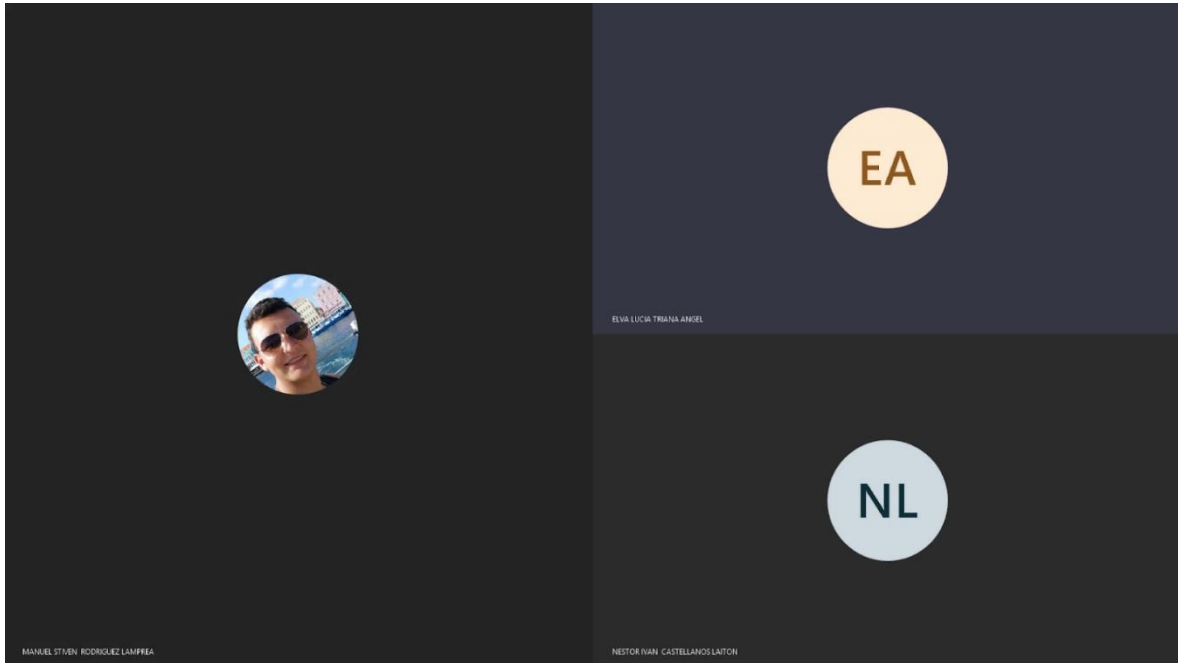 EA
ELVA LUCIA TRIANA ANGEL
NL
MANUEL STIVEN RODRIGUEZ LAMPREA
NESTOR IVAN CASTELLANOS LAITON